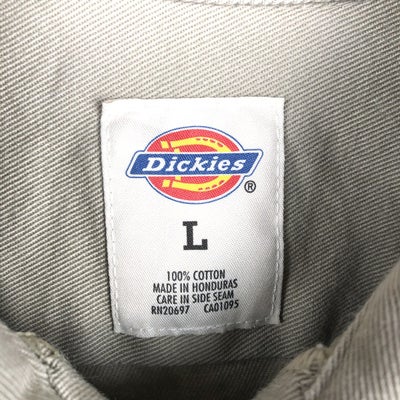 Dickies
®
L
100% COTTON
MADE IN HONDURAS
CARE IN SIDE SEAM
RN20697 CA01095